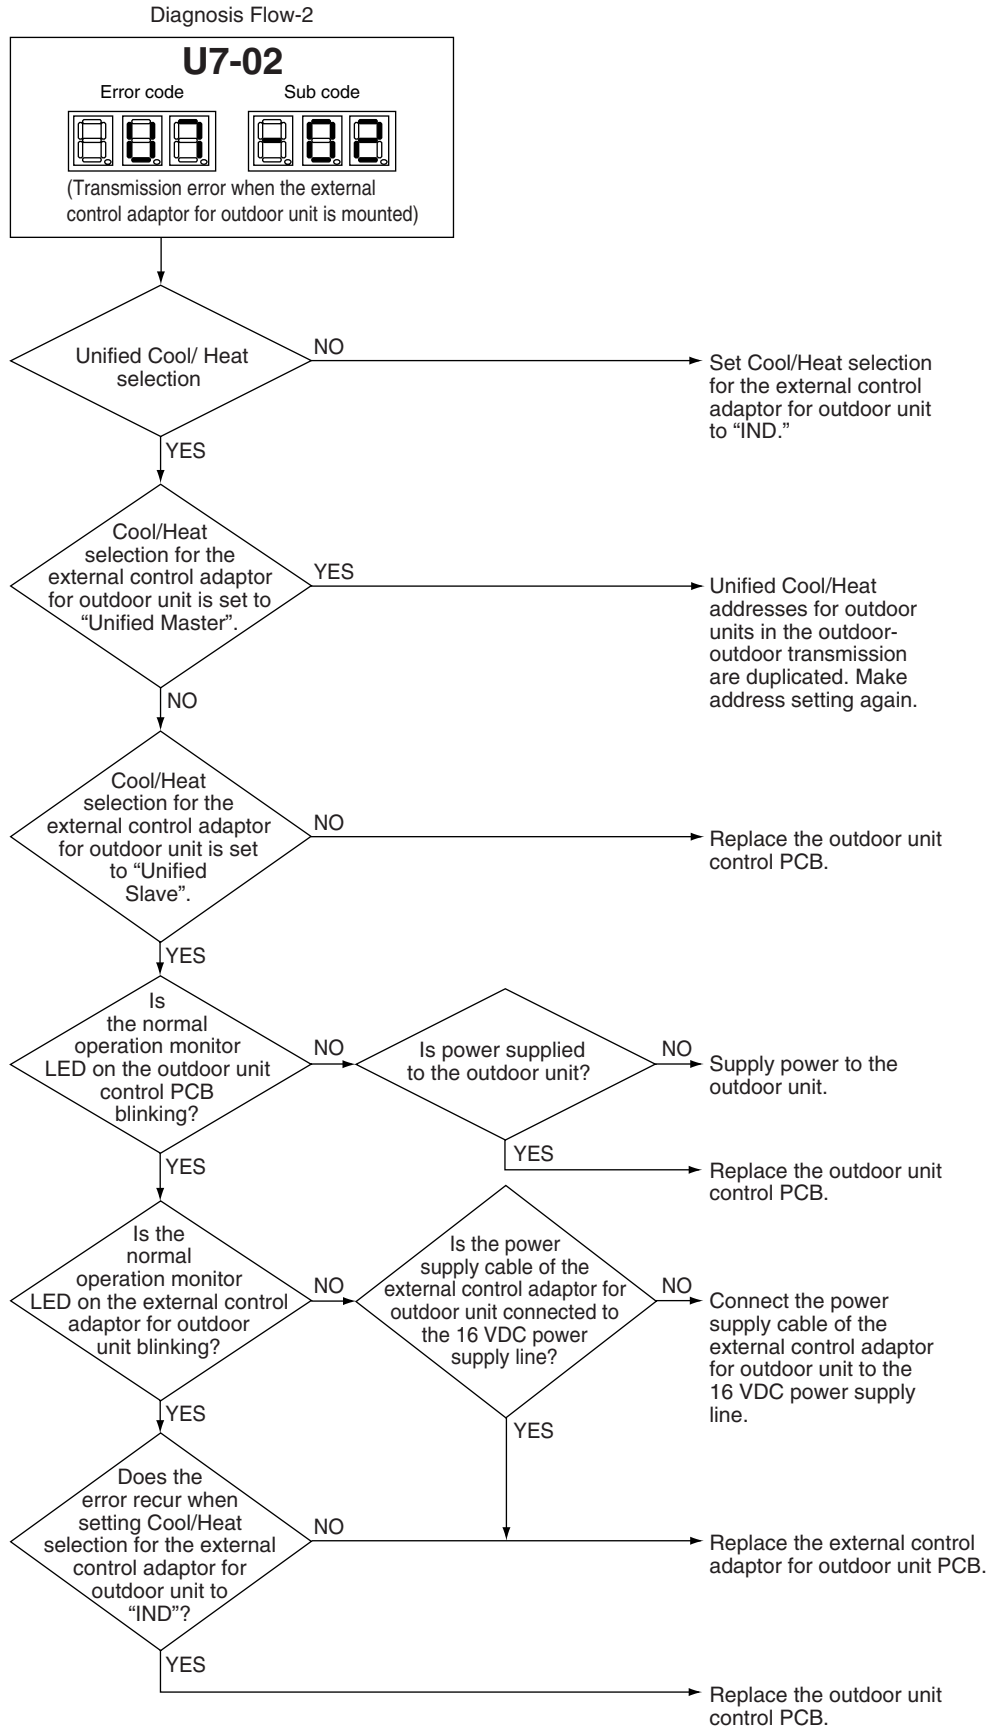 Diagnosis Flow-2
U7-02
Error code
Sub code
U7
-02
(Transmission error when the external
control adaptor for outdoor unit is mounted)
Unified Cool/ Heat
selection
NO
Set Cool/Heat selection
for the external control
adaptor for outdoor unit
to “IND.”
YES
Cool/Heat
selection for the
external control adaptor
for outdoor unit is set to
“Unified Master”.
YES
Unified Cool/Heat
addresses for outdoor
units in the outdoor-
outdoor transmission
are duplicated. Make
address setting again.
NO
Cool/Heat
selection for the
external control adaptor
for outdoor unit is set
to “Unified
Slave”.
NO
Replace the outdoor unit
control PCB.
YES
Is
the normal
operation monitor
LED on the outdoor unit
control PCB
blinking?
NO
Is power supplied
to the outdoor unit?
NO
Supply power to the
outdoor unit.
YES
Replace the outdoor unit
control PCB.
YES
Is the
normal
operation monitor
LED on the external control
adaptor for outdoor
unit blinking?
NO
Is the power
supply cable of the
external control adaptor for
outdoor unit connected to
the 16 VDC power
supply line?
NO
Connect the power
supply cable of the
external control adaptor
for outdoor unit to the
16 VDC power supply
line.
YES
YES
Does the
error recur when
setting Cool/Heat
selection for the external
control adaptor for
outdoor unit to
“IND”?
NO
Replace the external control
adaptor for outdoor unit PCB.
YES
Replace the outdoor unit
control PCB.